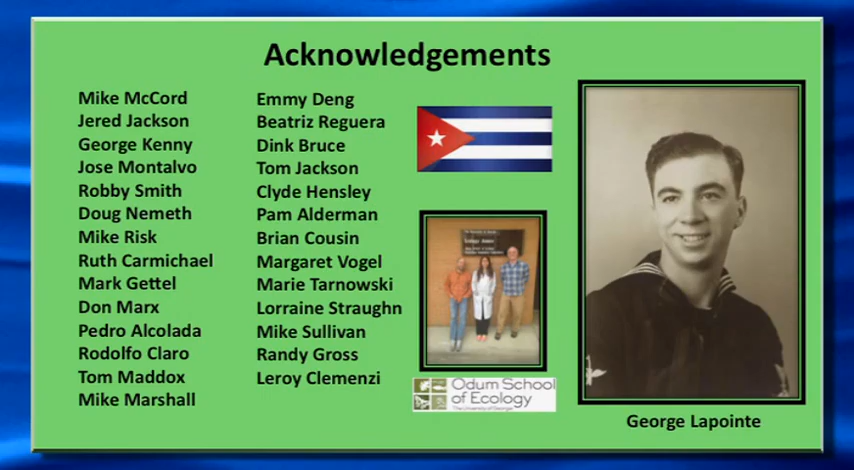 Acknowledgements
Mike McCord
Jered Jackson
George Kenny
Jose Montalvo
Robby Smith
Doug Nemeth
Mike Risk
Ruth Carmichael
Mark Gettel
Don Marx
Pedro Alcolada
Rodolfo Claro
Tom Maddox
Mike Marshall
Emmy Deng
Beatriz Reguera
Dink Bruce
Tom Jackson
Clyde Hensley
Pam Alderman
Brian Cousin
Margaret Vogel
Marie Tarnowski
Lorraine Straughn
Mike Sullivan
Randy Gross
Leroy Clemenzi
Odum School
of Ecology
The University of Georgia
George Lapointe